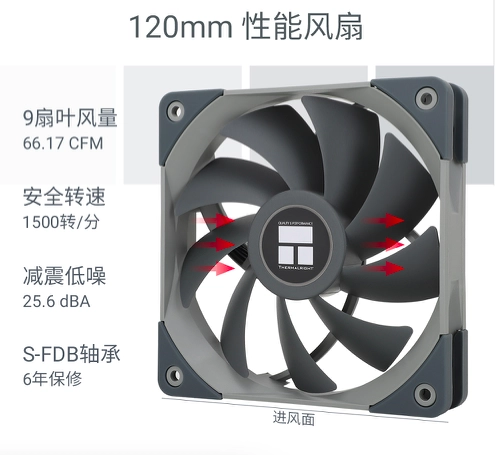 120mm 性能风扇
9扇叶风量
66.17 CFM
安全转速
1500转/分
减震低噪
25.6 dBA
S-FDB轴承
6年保修
QUALITY & PERFORMANCE
THERMALRIGHT
进风面